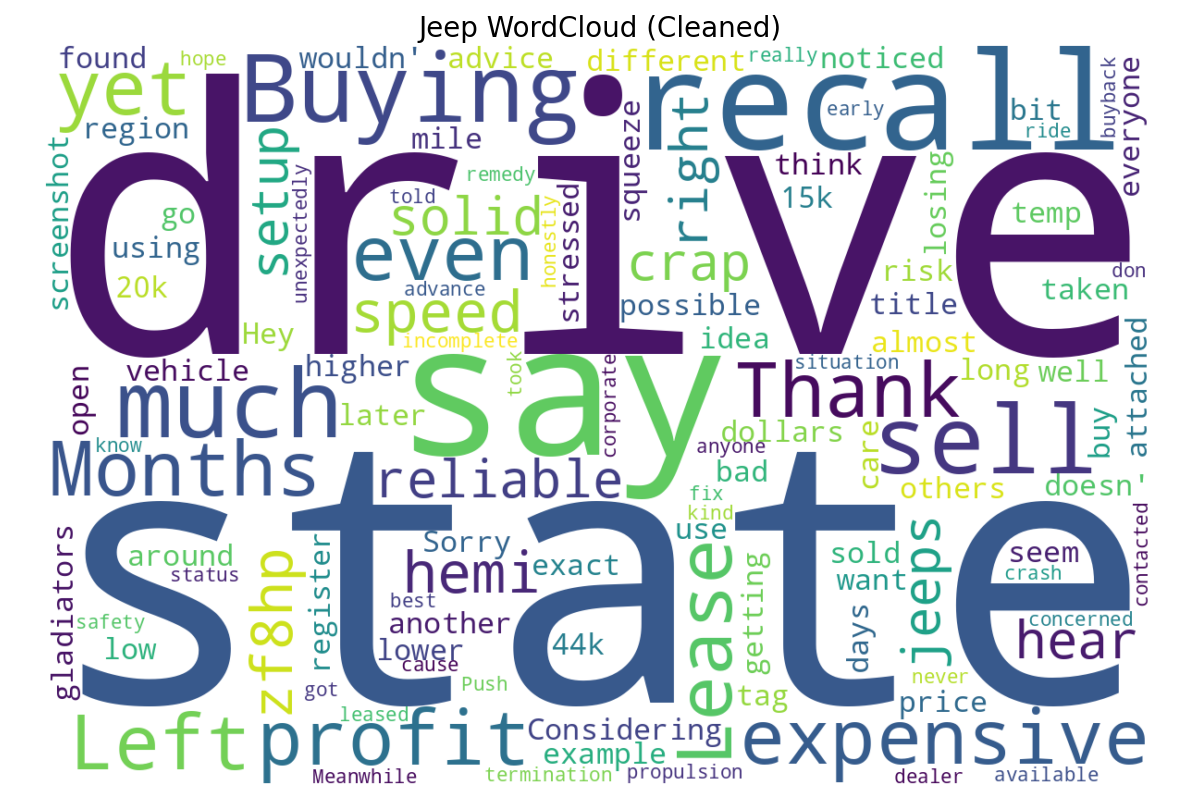 Jeep WordCloud (Cleaned)
found
hope
wouldn'
advice
different
really
noticed
yet
Buying
recall
early
bit
ride
buyback
everyone
region
mile
squeeze
right
think
15k
screenshot
setup
drive
told
remedy
losing
go
using
20k
unexpectedly
solid
even
advance
honestly
stressed
crap
possible
risk
title
temp
don
taken
Hey
speed
incomplete
idea
almost
attached
vehicle
higher
say
took
corporate
Thank
situation
long
well
open
much
later
dollars
sell
buy
know
Months
reliable
anyone
bad
care
others
doesn'
fix
kind
use
state
gladiators
around
status
zf8hp
register
Sorry
hemi
exact
Lease
getting
sold
want
jeeps
seem
crash
contacted
safety
low
best
another
lower
cause
44k
days
concerned
hear
got
Push
tag
never
price
Left
profit
leased
Considering
example
expensive
Meanwhile
termination
propulsion
dealer
available